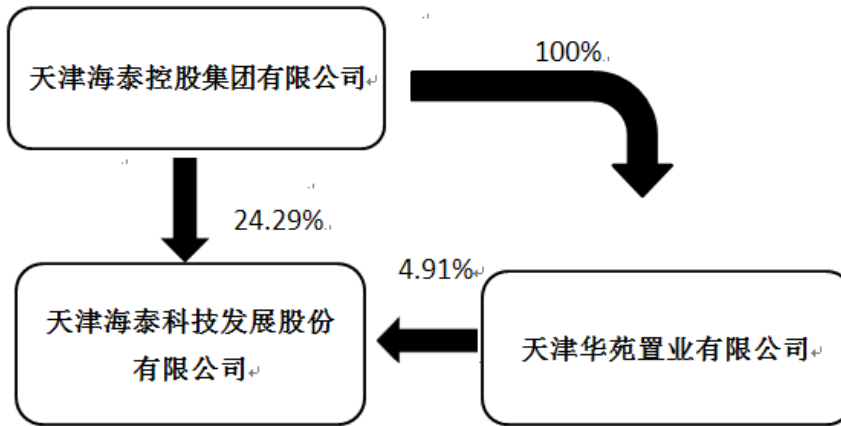 天津海泰控股集团有限公司
100%
24.29%
4.91%
天津海泰科技发展股份
有限公司
天津华苑置业有限公司